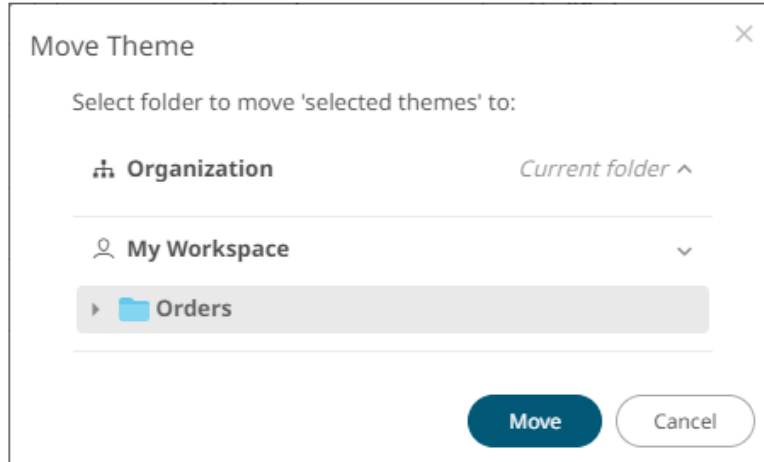 Move Theme
Select folder to move 'selected themes' to:
Organization Current folder
My Workspace
Orders
Move Cancel